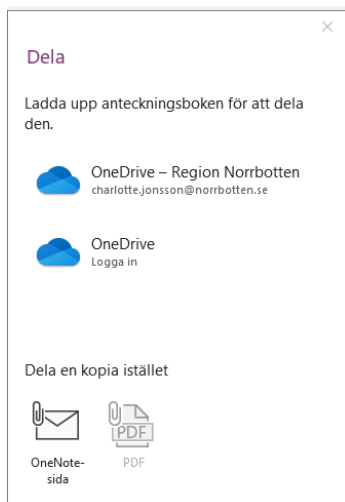 Dela
Ladda upp anteckningsboken för att dela
den.
OneDrive – Region Norrbotten
charlotte.jonsson@norrbotten.se
OneDrive
Logga in
Dela en kopia istället
PDF
OneNote-
sida
PDF